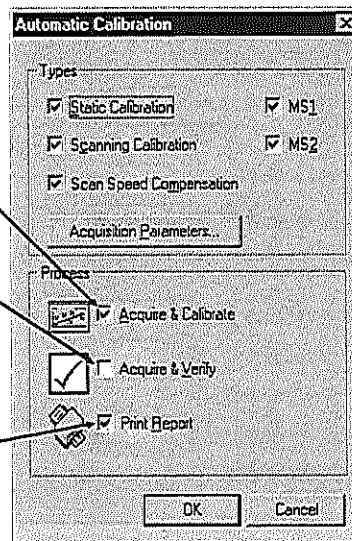 Automatic Calibration
Types
Static Calibration
MS1
Scanning Calibration
MS2
Scan Speed Compensation
Acquisition Parameters...
Process
Acquire & Calibrate
Acquire & Verify
Print Report
OK
Cancel